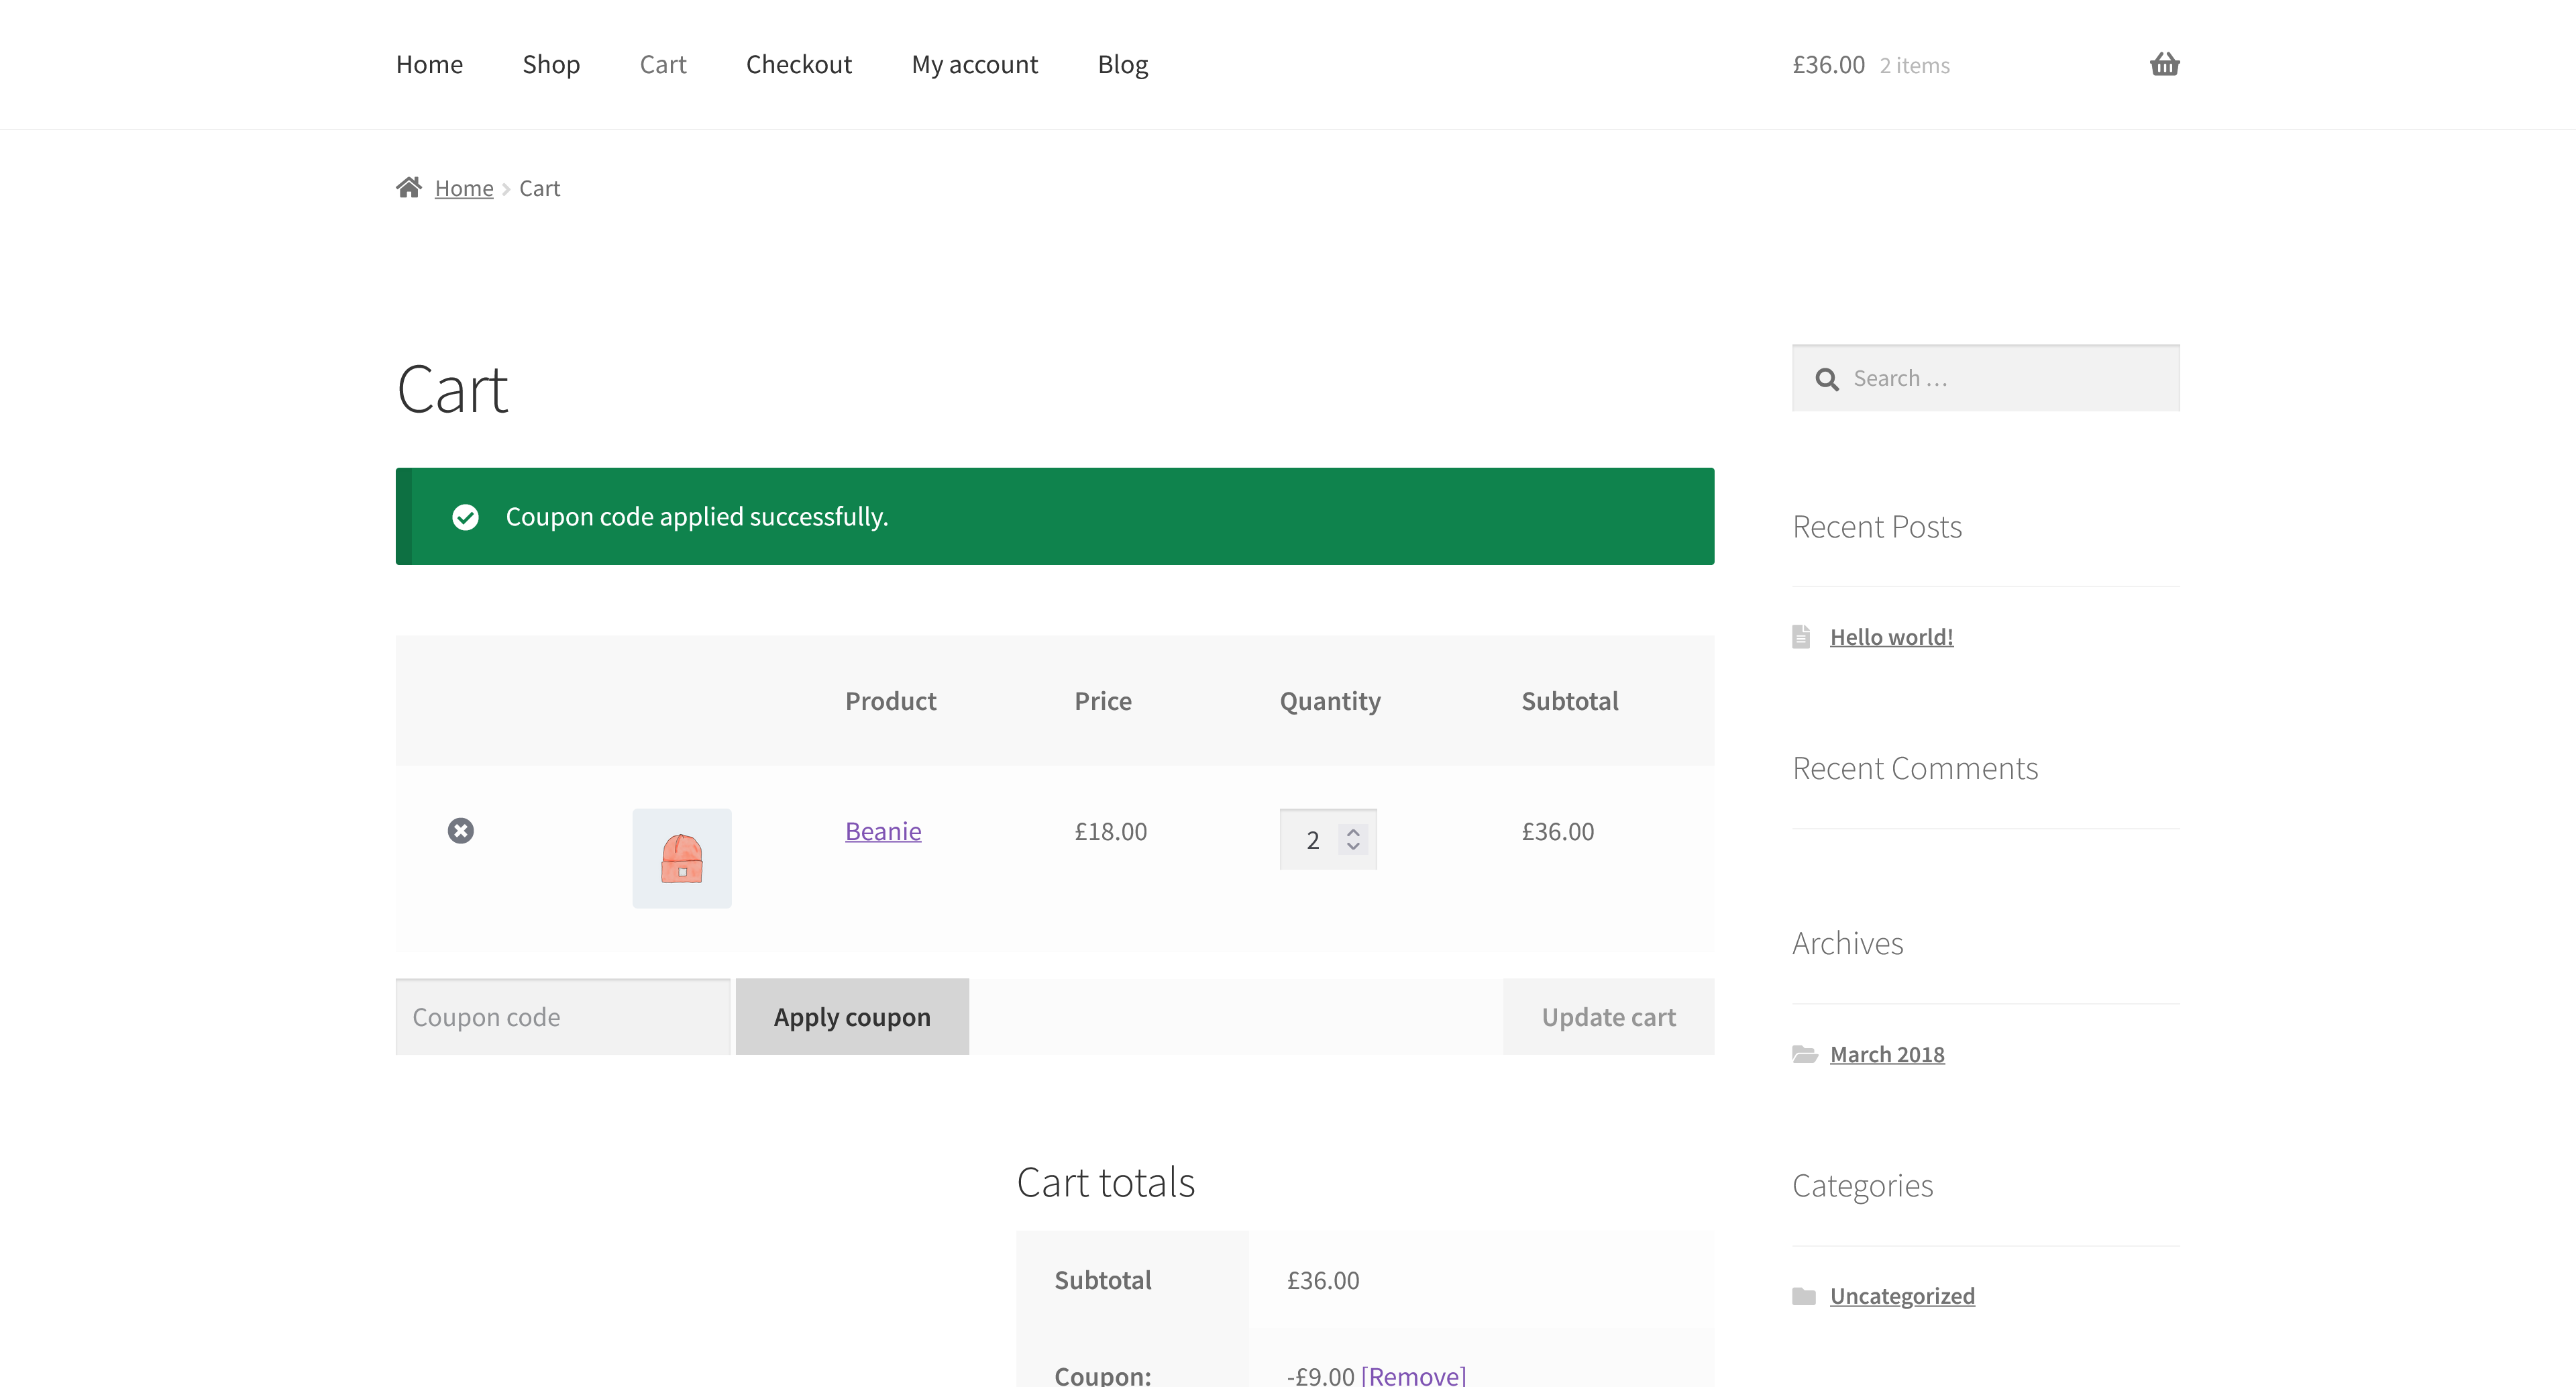 Home Shop Cart Checkout My account Blog £36.00 2 items
Home Cart
Cart
Search …
Coupon code applied successfully.
Recent Posts
Hello world!
Product Price Quantity Subtotal
Recent Comments
Beanie £18.00 2 £36.00
Archives
Coupon code Apply coupon Update cart
March 2018
Cart totals
Categories
Subtotal £36.00
Uncategorized
Coupon: -£9.00 [Remove]